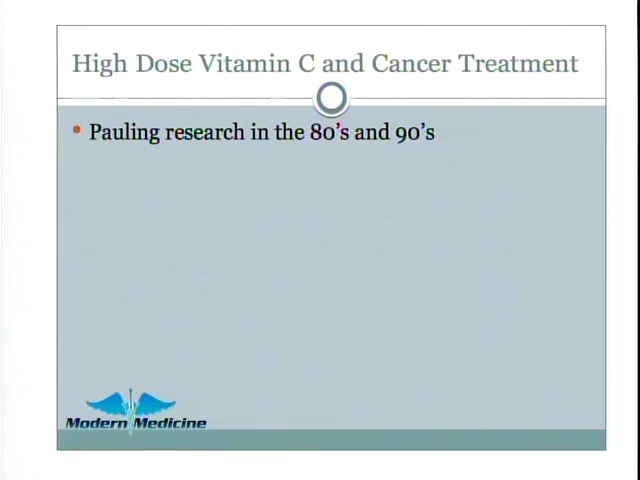 High Dose Vitamin C and Cancer Treatment
• Pauling research in the 80's and 90's
Modern Medicine